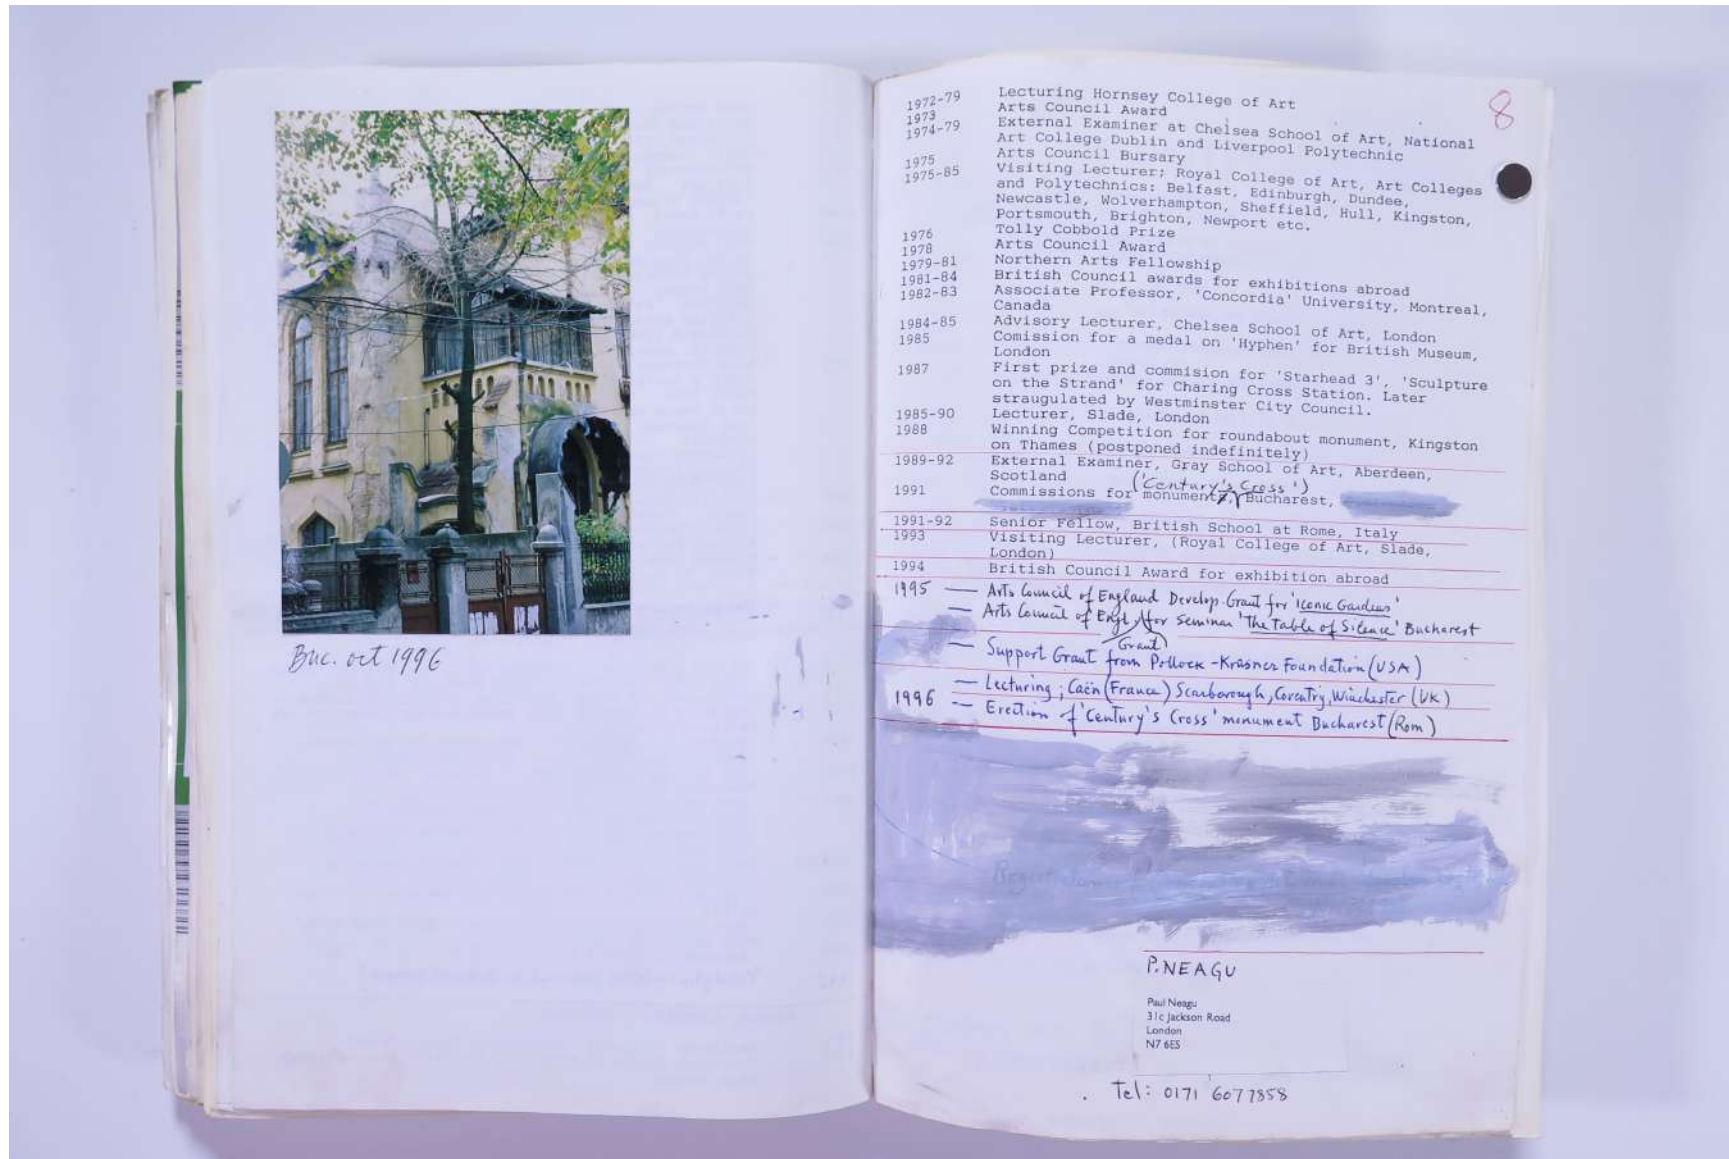 Buc. oct 1996
8
1972-79 Lecturing Hornsey College of Art
1973 Arts Council Award
1974-79 External Examiner at Chelsea School of Art, National
Art College Dublin and Liverpool Polytechnic
1975 Arts Council Bursary
1975-85 Visiting Lecturer; Royal College of Art, Art Colleges
and Polytechnics: Belfast, Edinburgh, Dundee,
Newcastle, Wolverhampton, Sheffield, Hull, Kingston,
Portsmouth, Brighton, Newport etc.
1976 Tolly Cobbold Prize
1978 Arts Council Award
1979-81 Northern Arts Fellowship
1981-84 British Council awards for exhibitions abroad
1982-83 Associate Professor, 'Concordia' University, Montreal,
Canada
1984-85 Advisory Lecturer, Chelsea School of Art, London
1985 Comission for a medal on 'Hyphen' for British Museum,
London
1987 First prize and commision for 'Starhead 3', 'Sculpture
on the Strand' for Charing Cross Station. Later
straugulated by Westminster City Council.
1985-90 Lecturer, Slade, London
1988 Winning Competition for roundabout monument, Kingston
on Thames (postponed indefinitely)
1989-92 External Examiner, Gray School of Art, Aberdeen,
Scotland
('Century's Cross')
1991 Commissions for monument, Bucharest,
1991-92 Senior Fellow, British School at Rome, Italy
1993 Visiting Lecturer, (Royal College of Art, Slade,
London)
1994 British Council Award for exhibition abroad
1995 — Arts Council of England Develop. Grant for 'Iconic Gardens'
— Arts Council of Engl. for Seminar 'The Table of Silence' Bucharest
Grant
— Support Grant from Pollock-Krasner Foundation (USA)
— Lecturing; Caën (France) Scarborough, Coventry, Winchester (UK)
1996 — Erection of 'Century's Cross' monument Bucharest (Rom)
P. NEAGU
Paul Neagu
31c Jackson Road
London
N7 6ES
Tel: 0171 6077858